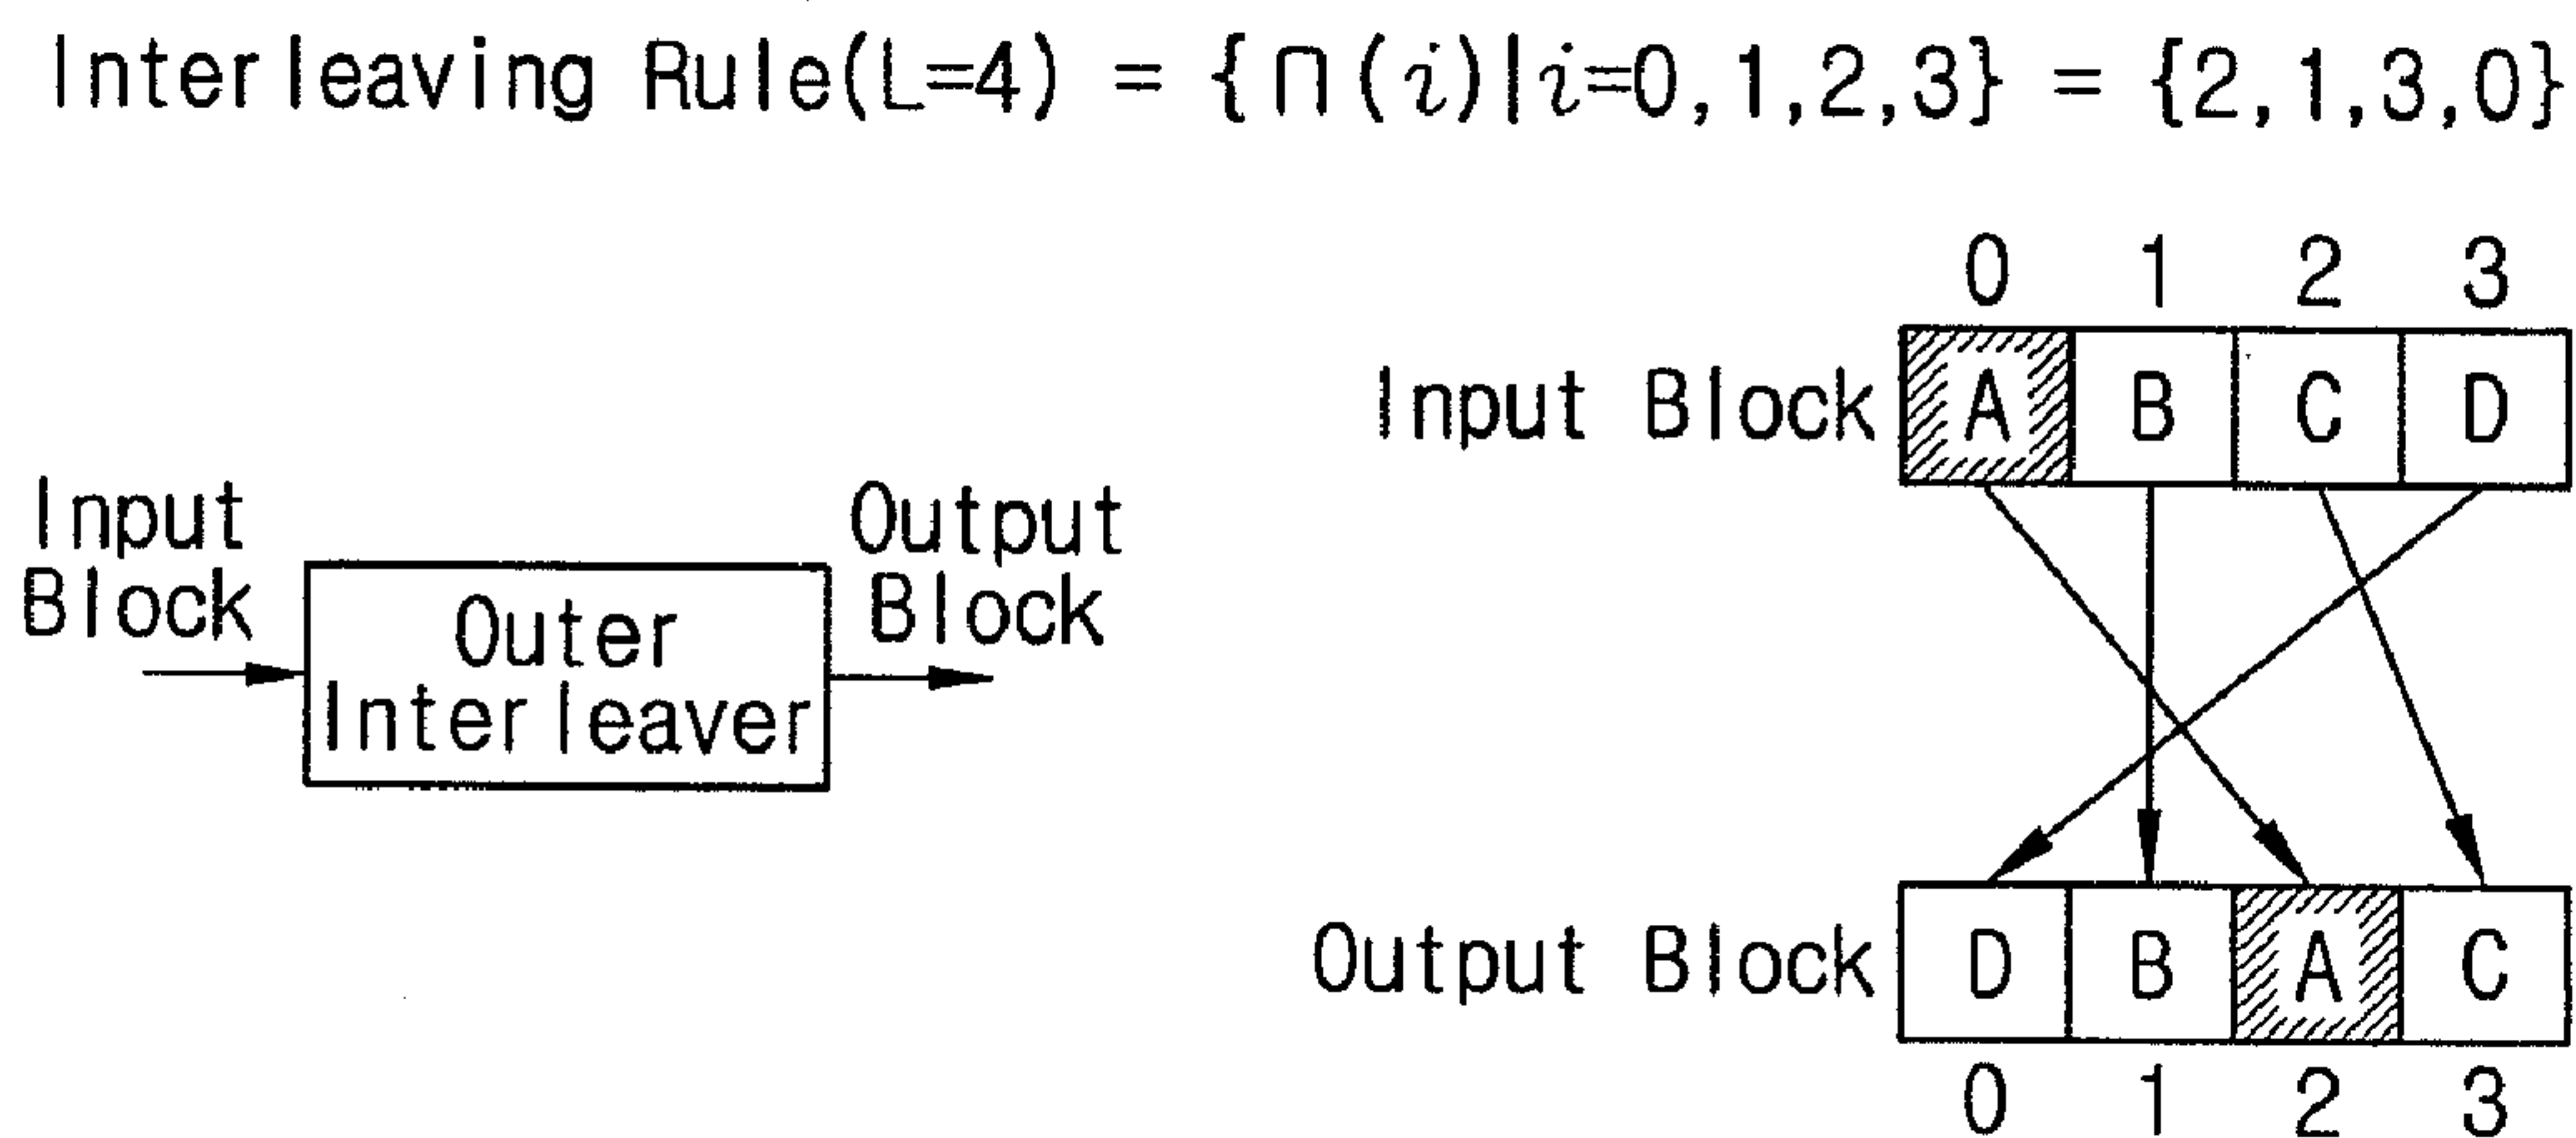 Interleaving Rule(L=4) = {Π(i)|i=0,1,2,3} = {2,1,3,0}
Input
Block
Outer
Interleaver
Output
Block
0 1 2 3
Input Block A B C D
Output Block D B A C
0 1 2 3